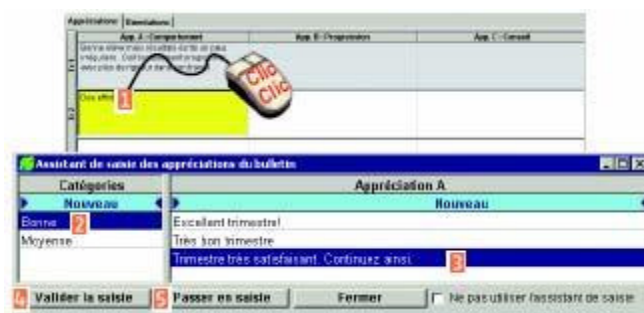 Appréciations Orientations
App. A : Comportement App. B : Progression App. C : Conseil
Clic
Clic
1
Assistant de saisie des appréciations du bulletin
Catégories Appréciation A
Nouveau Nouveau
Bonne 2 Excellent trimestre!
Moyenne Très bon trimestre
Trimestre très satisfaisant. Continuez ainsi. 3
4 Valider la saisie 5 Passer en saisie Fermer Ne pas utiliser l'assistant de saisie